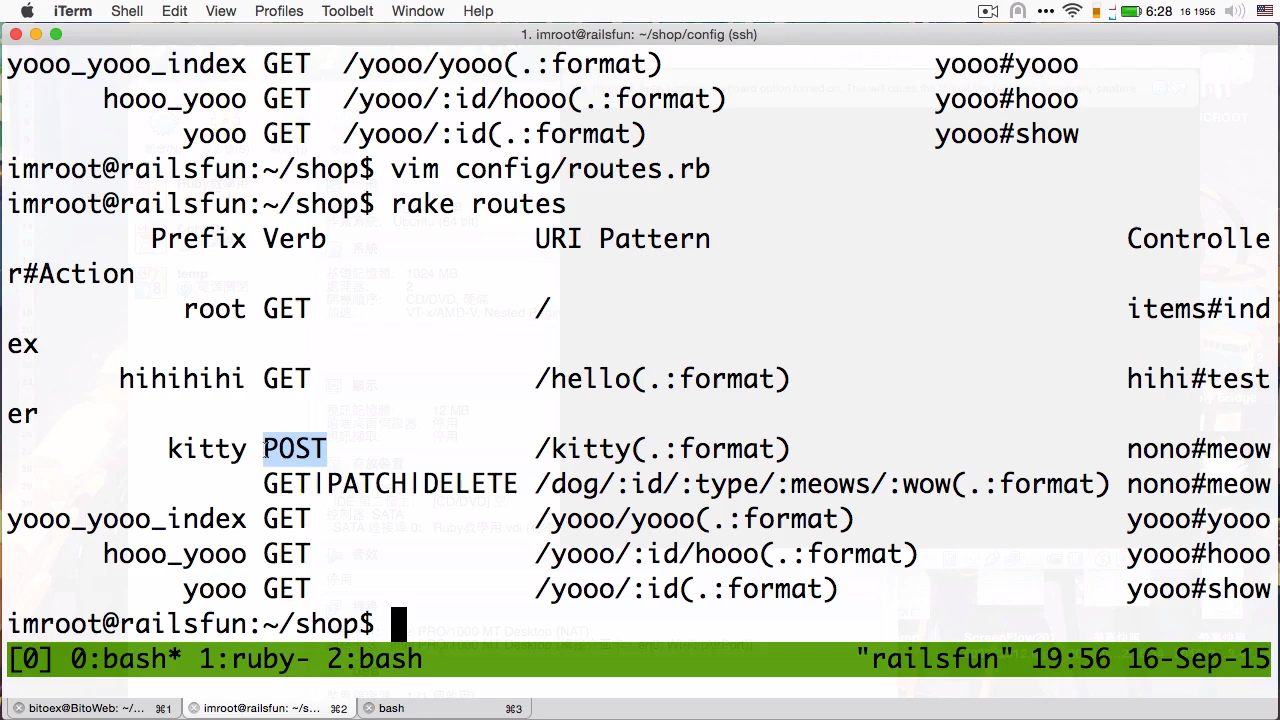 iTerm Shell Edit View Profiles Toolbelt Window Help 6:28 16 1956
1. imroot@railsfun: ~/shop/config (ssh)
yooo_yooo_index GET /yooo/yooo(.:format) yooo#yooo
hooo_yooo GET /yooo/:id/hooo(.:format) yooo#hooo
yooo GET /yooo/:id(.:format) yooo#show
imroot@railsfun:~/shop$ vim config/routes.rb
imroot@railsfun:~/shop$ rake routes
Prefix Verb URI Pattern Controlle
r#Action
root GET / items#ind
ex
hihihihi GET /hello(.:format) hihi#test
er
kitty POST /kitty(.:format) nono#meow
GET|PATCH|DELETE /dog/:id/:type/:meows/:wow(.:format) nono#meow
yooo_yooo_index GET /yooo/yooo(.:format) yooo#yooo
hooo_yooo GET /yooo/:id/hooo(.:format) yooo#hooo
yooo GET /yooo/:id(.:format) yooo#show
imroot@railsfun:~/shop$
[0] 0:bash* 1:ruby- 2:bash "railsfun" 19:56 16-Sep-15
bitoex@BitoWeb: ~/... ⌘1 imroot@railsfun: ~/s... ⌘2 bash ⌘3